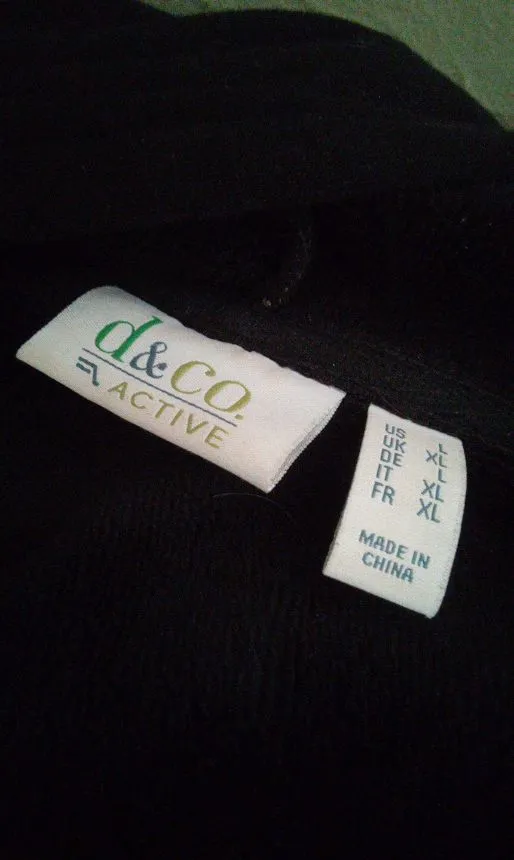 d&co.
ACTIVE
US L
UK XL
DE L
IT XL
FR XL
MADE IN
CHINA